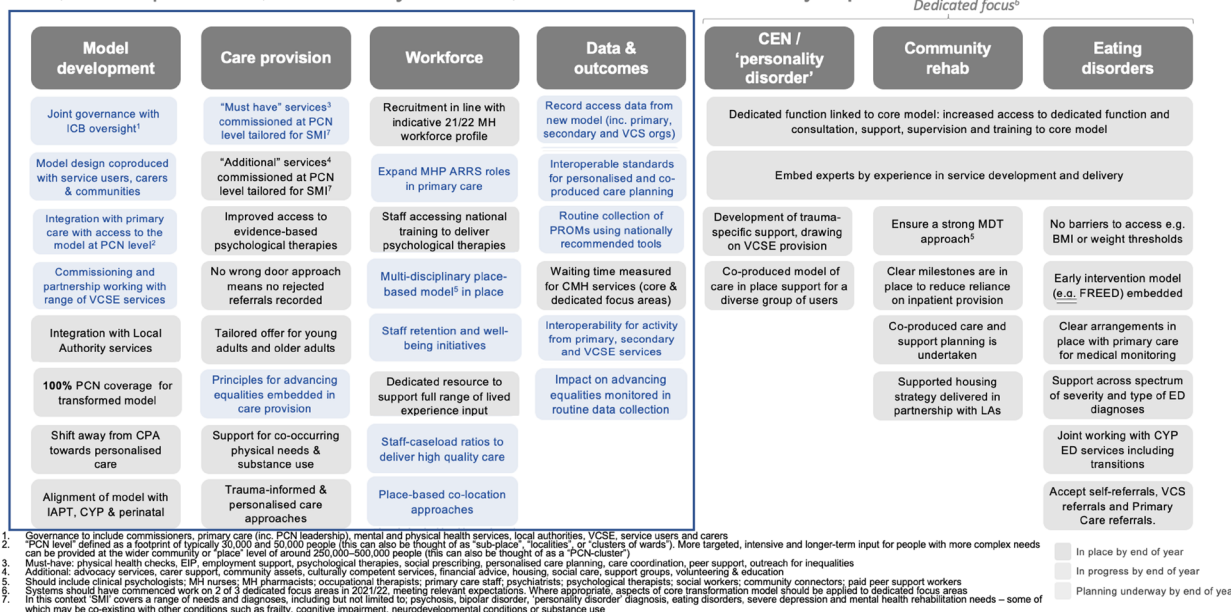 Dedicated focus⁶
Model
development
Care provision
Workforce
Data &
outcomes
CEN /
‘personality
disorder’
Community
rehab
Eating
disorders
Joint governance with
ICB oversight¹
Model design coproduced
with service users, carers
& communities
Integration with primary
care with access to the
model at PCN level²
Commissioning and
partnership working with
range of VCSE services
Integration with Local
Authority services
100% PCN coverage for
transformed model
Shift away from CPA
towards personalised
care
Alignment of model with
IAPT, CYP & perinatal
“Must have” services³
commissioned at PCN
level tailored for SMI⁷
“Additional” services⁴
commissioned at PCN
level tailored for SMI⁷
Improved access to
evidence-based
psychological therapies
No wrong door approach
means no rejected
referrals recorded
Tailored offer for young
adults and older adults
Principles for advancing
equalities embedded in
care provision
Support for co-occurring
physical needs &
substance use
Trauma-informed &
personalised care
approaches
Recruitment in line with
indicative 21/22 MH
workforce profile
Expand MHP ARRS roles
in primary care
Staff accessing national
training to deliver
psychological therapies
Multi-disciplinary place-
based model⁵ in place
Staff retention and well-
being initiatives
Dedicated resource to
support full range of lived
experience input
Staff-caseload ratios to
deliver high quality care
Place-based co-location
approaches
Record access data from
new model (inc. primary,
secondary and VCS orgs)
Interoperable standards
for personalised and co-
produced care planning
Routine collection of
PROMs using nationally
recommended tools
Waiting time measured
for CMH services (core &
dedicated focus areas)
Interoperability for activity
from primary, secondary
and VCSE services
Impact on advancing
equalities monitored in
routine data collection
Dedicated function linked to core model: increased access to dedicated function and
consultation, support, supervision and training to core model
Embed experts by experience in service development and delivery
Development of trauma-
specific support, drawing
on VCSE provision
Co-produced model of
care in place support for a
diverse group of users
Ensure a strong MDT
approach⁵
Clear milestones are in
place to reduce reliance
on inpatient provision
Co-produced care and
support planning is
undertaken
Supported housing
strategy delivered in
partnership with LAs
No barriers to access e.g.
BMI or weight thresholds
Early intervention model
(e.g. FREED) embedded
Clear arrangements in
place with primary care
for medical monitoring
Support across spectrum
of severity and type of ED
diagnoses
Joint working with CYP
ED services including
transitions
Accept self-referrals, VCS
referrals and Primary
Care referrals.
1. Governance to include commissioners, primary care (inc. PCN leadership), mental and physical health services, local authorities, VCSE, service users and carers
2. “PCN level” defined as a footprint of typically 30,000 and 50,000 people (this can also be thought of as “sub-place”, “localities”, or “clusters of wards”). More targeted, intensive and longer-term input for people with more complex needs
can be provided at the wider community or “place” level of around 250,000–500,000 people (this can also be thought of as a “PCN-cluster”)
3. Must-have: physical health checks, EIP, employment support, psychological therapies, social prescribing, personalised care planning, care coordination, peer support, outreach for inequalities
4. Additional: advocacy services, carer support, community assets, culturally competent services, financial advice, housing, social care, support groups, volunteering & education
5. Should include clinical psychologists; MH nurses; MH pharmacists; occupational therapists; primary care staff; psychiatrists; psychological therapists; social workers; community connectors; paid peer support workers
6. Systems should have commenced work on 2 of 3 dedicated focus areas in 2021/22, meeting relevant expectations. Where appropriate, aspects of core transformation model should be applied to dedicated focus areas
7. In this context ‘SMI’ covers a range of needs and diagnoses, including but not limited to; psychosis, bipolar disorder, ‘personality disorder’ diagnosis, eating disorders, severe depression and mental health rehabilitation needs – some of
which may be co-existing with other conditions such as frailty, cognitive impairment, neurodevelopmental conditions or substance use
In place by end of year
In progress by end of year
Planning underway by end of ye